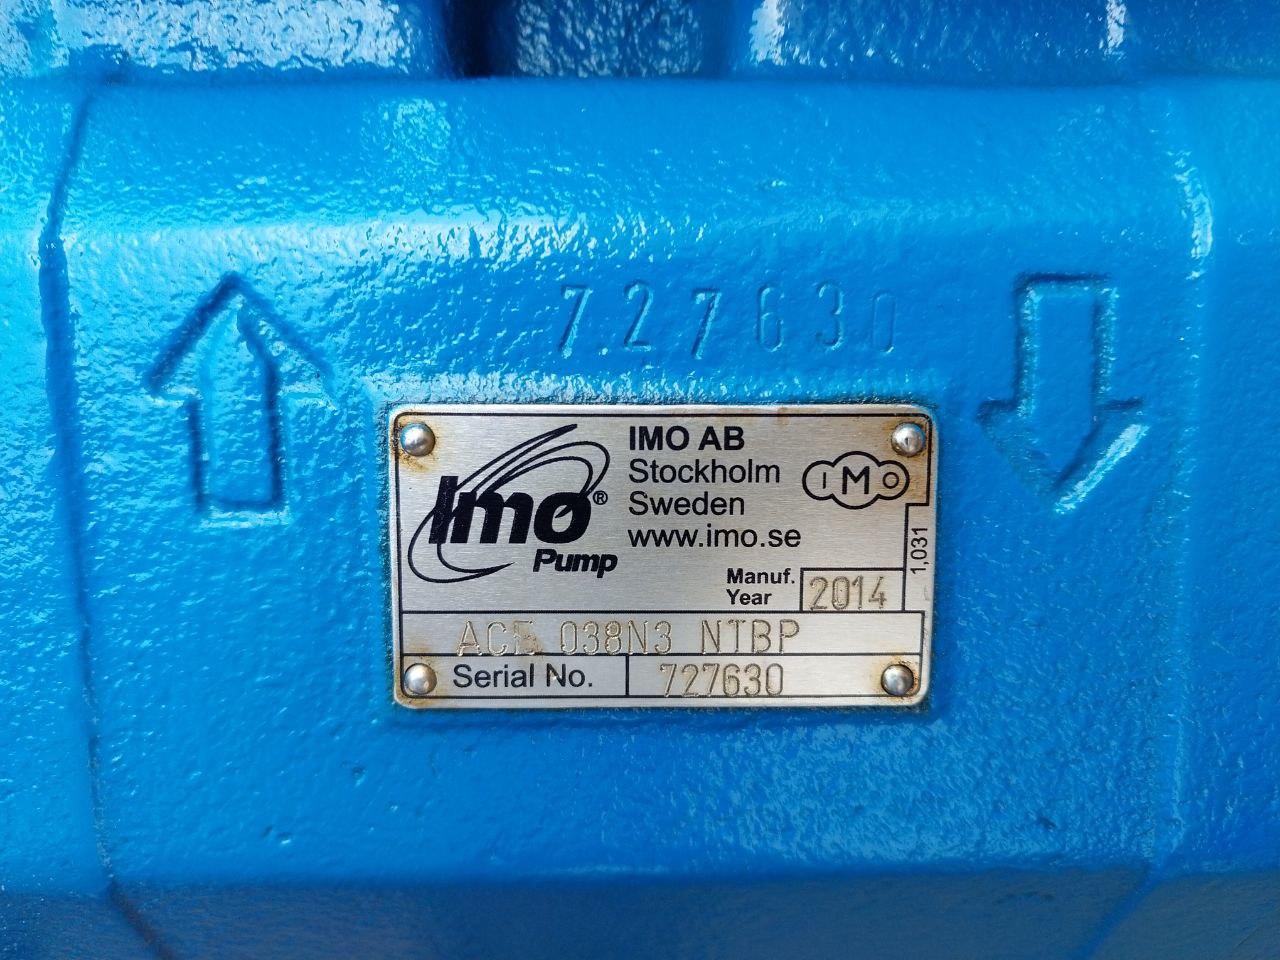 727630
Imo® Pump
IMO AB
Stockholm
Sweden
www.imo.se
IMO
1,031
Manuf. Year 2014
ACE 038N3 NTBP
Serial No. 727630